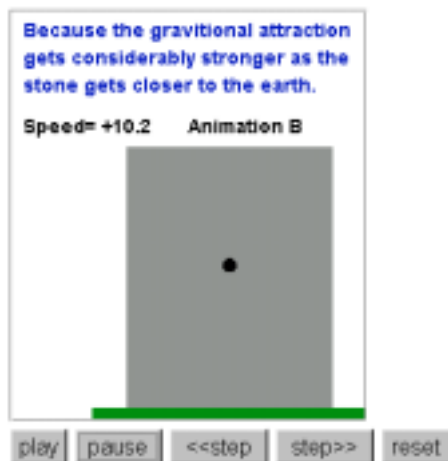 Because the gravitional attraction
gets considerably stronger as the
stone gets closer to the earth.
Speed= +10.2 Animation B
play pause <<step step>> reset